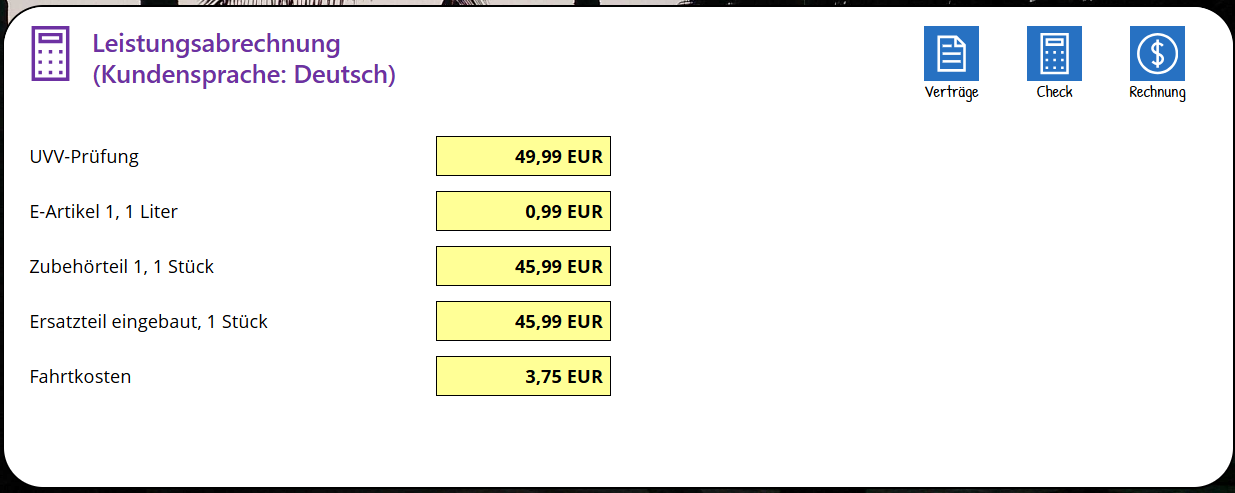 Leistungsabrechnung
(Kundensprache: Deutsch)
Verträge
Check
Rechnung
UVV-Prüfung
49,99 EUR
E-Artikel 1, 1 Liter
0,99 EUR
Zubehörteil 1, 1 Stück
45,99 EUR
Ersatzteil eingebaut, 1 Stück
45,99 EUR
Fahrtkosten
3,75 EUR